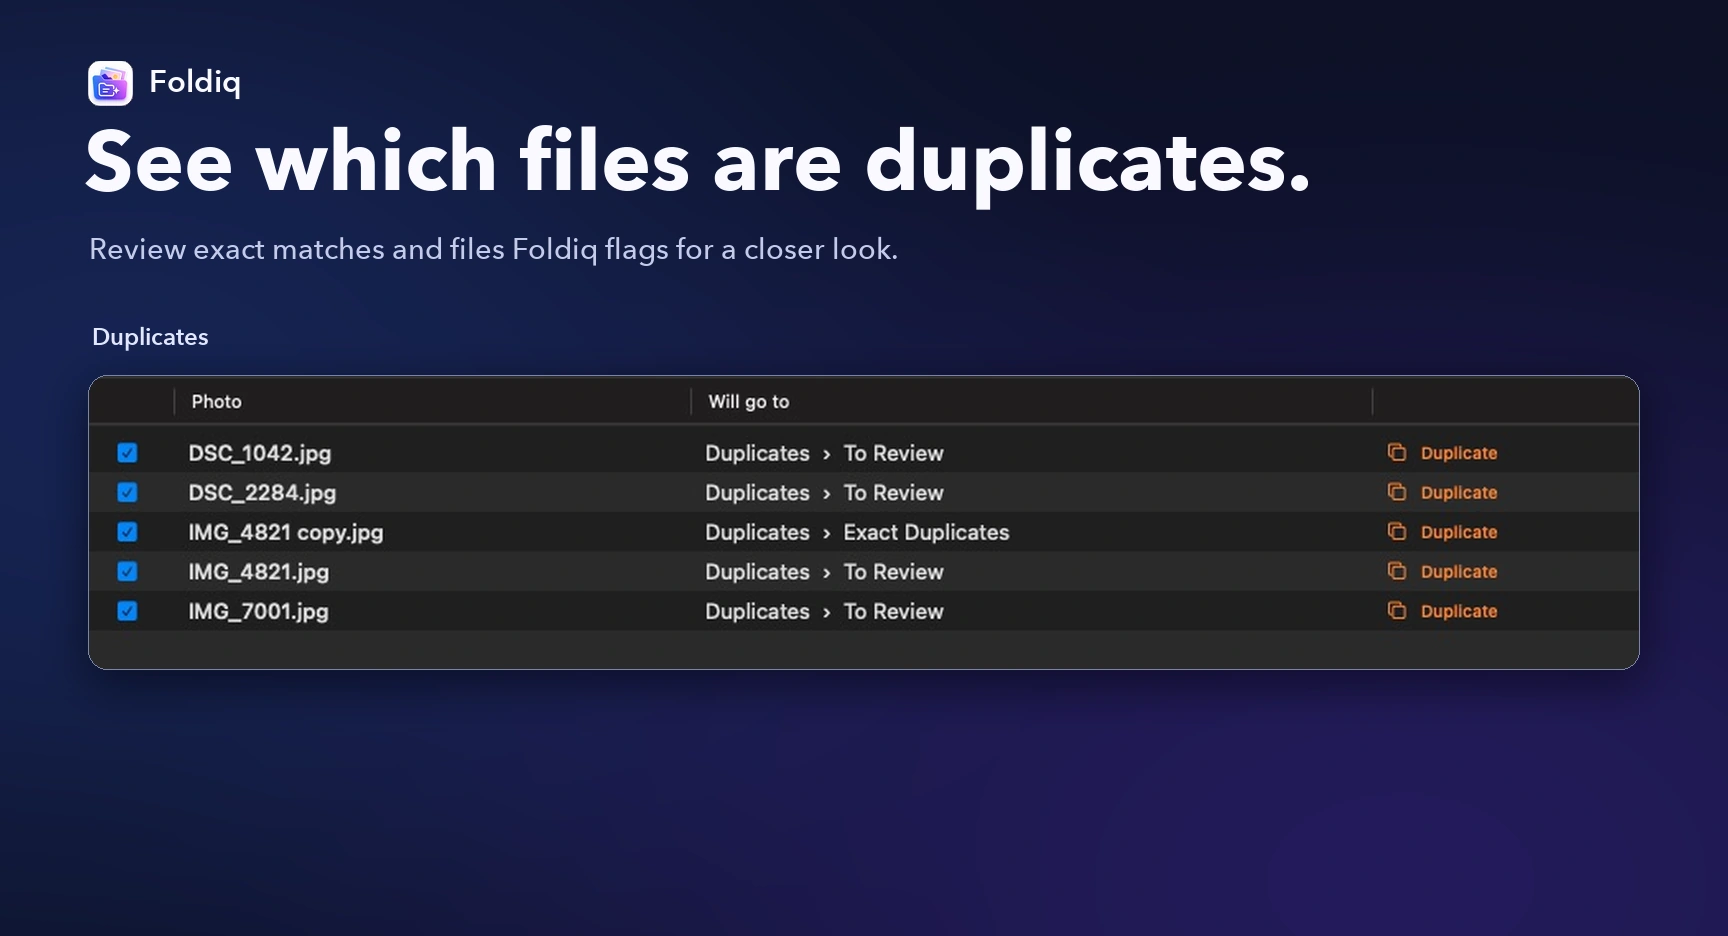 Foldiq
See which files are duplicates.
Review exact matches and files Foldiq flags for a closer look.
Duplicates
Photo Will go to
DSC_1042.jpg Duplicates › To Review Duplicate
DSC_2284.jpg Duplicates › To Review Duplicate
IMG_4821 copy.jpg Duplicates › Exact Duplicates Duplicate
IMG_4821.jpg Duplicates › To Review Duplicate
IMG_7001.jpg Duplicates › To Review Duplicate